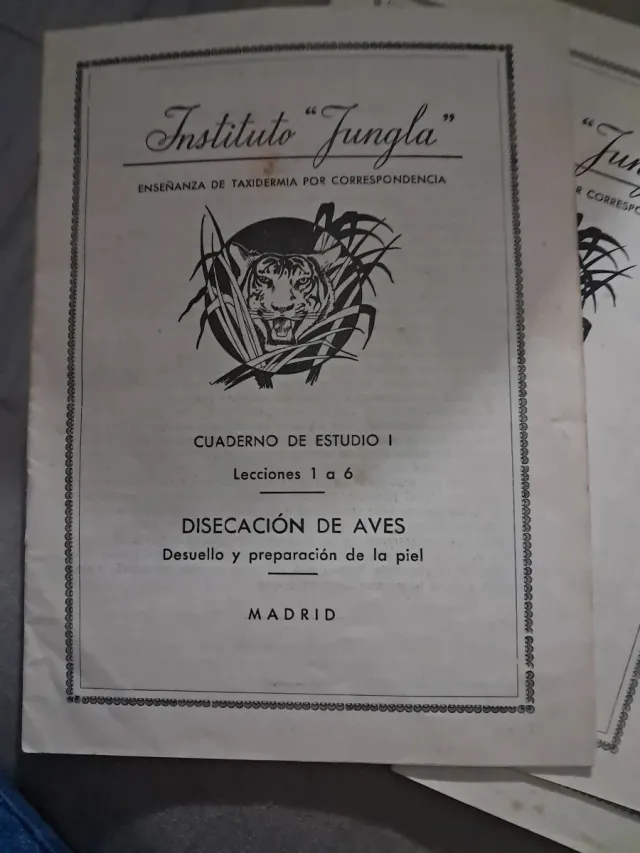 Instituto "Jungla"
ENSEÑANZA DE TAXIDERMIA POR CORRESPONDENCIA
CUADERNO DE ESTUDIO I
Lecciones 1 a 6
DISECACIÓN DE AVES
Desuello y preparación de la piel
MADRID